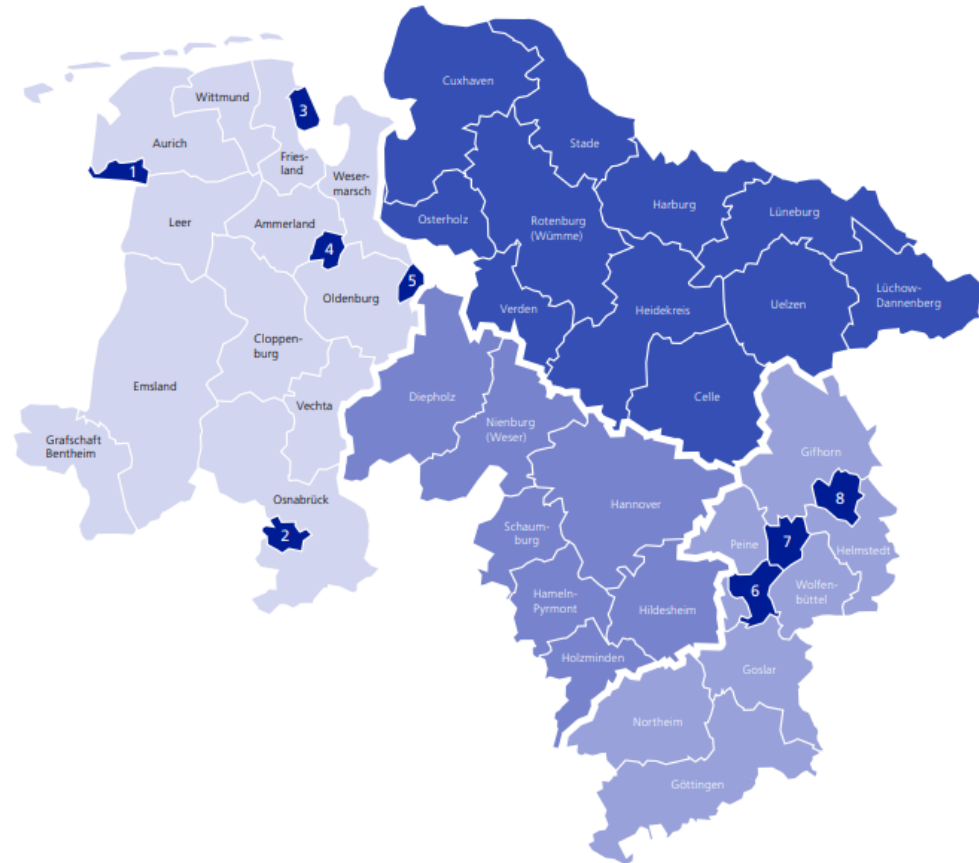 Cuxhaven
Wittmund
3
Stade
Aurich
Fries-
land
1
Weser-
marsch
Harburg
Lüneburg
Leer
Ammerland
Osterholz
Rotenburg
(Wümme)
4
5
Oldenburg
Lüchow-
Dannenberg
Verden
Heidekreis
Uelzen
Cloppen-
burg
Emsland
Vechta
Diepholz
Celle
Nienburg
(Weser)
Grafschaft
Bentheim
Gifhorn
Osnabrück
8
Hannover
2
Schaum-
burg
7
Peine
Helmstedt
6
Wolfen-
büttel
Hameln-
Pyrmont
Hildesheim
Holzminden
Goslar
Northeim
Göttingen